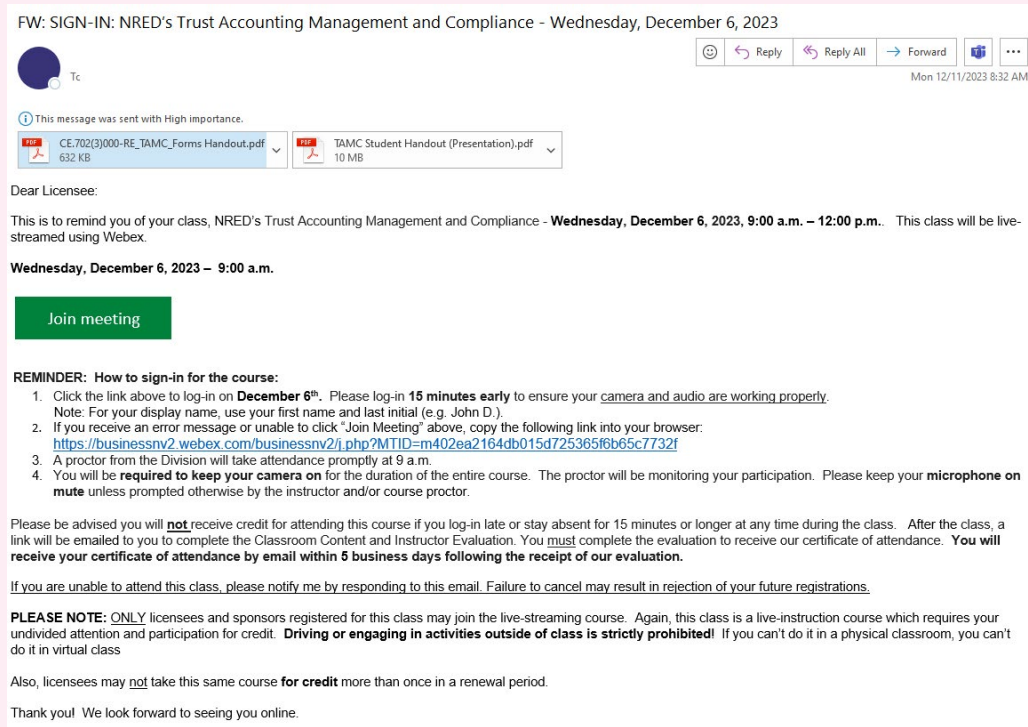 FW: SIGN-IN: NRED's Trust Accounting Management and Compliance - Wednesday, December 6, 2023
Reply
Reply All
Forward
Tc
Mon 12/11/2023 8:32 AM
This message was sent with High importance.
CE.702(3)000-RE_TAMC_Forms Handout.pdf
632 KB
TAMC Student Handout (Presentation).pdf
10 MB
Dear Licensee:
This is to remind you of your class, NRED's Trust Accounting Management and Compliance - Wednesday, December 6, 2023, 9:00 a.m. – 12:00 p.m.. This class will be live-
streamed using Webex.
Wednesday, December 6, 2023 – 9:00 a.m.
Join meeting
REMINDER: How to sign-in for the course:
1. Click the link above to log-in on December 6th. Please log-in 15 minutes early to ensure your camera and audio are working properly.
Note: For your display name, use your first name and last initial (e.g. John D.).
2. If you receive an error message or unable to click “Join Meeting” above, copy the following link into your browser:
https://businessnv2.webex.com/businessnv2/j.php?MTID=m402ea2164db015d725365f6b65c7732f
3. A proctor from the Division will take attendance promptly at 9 a.m.
4. You will be required to keep your camera on for the duration of the entire course. The proctor will be monitoring your participation. Please keep your microphone on
mute unless prompted otherwise by the instructor and/or course proctor.
Please be advised you will not receive credit for attending this course if you log-in late or stay absent for 15 minutes or longer at any time during the class. After the class, a
link will be emailed to you to complete the Classroom Content and Instructor Evaluation. You must complete the evaluation to receive our certificate of attendance. You will
receive your certificate of attendance by email within 5 business days following the receipt of our evaluation.
If you are unable to attend this class, please notify me by responding to this email. Failure to cancel may result in rejection of your future registrations.
PLEASE NOTE: ONLY licensees and sponsors registered for this class may join the live-streaming course. Again, this class is a live-instruction course which requires your
undivided attention and participation for credit. Driving or engaging in activities outside of class is strictly prohibited! If you can't do it in a physical classroom, you can't
do it in virtual class
Also, licensees may not take this same course for credit more than once in a renewal period.
Thank you! We look forward to seeing you online.